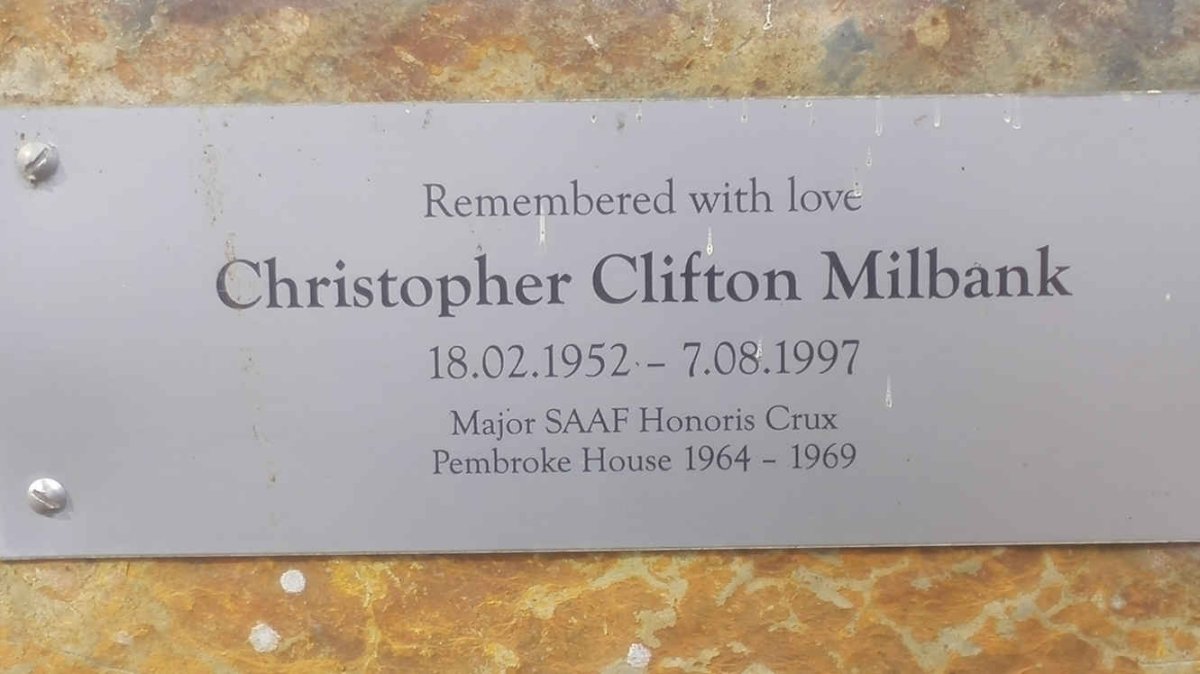 Remembered with love
Christopher Clifton Milbank
18.02.1952 – 7.08.1997
Major SAAF Honoris Crux
Pembroke House 1964 – 1969